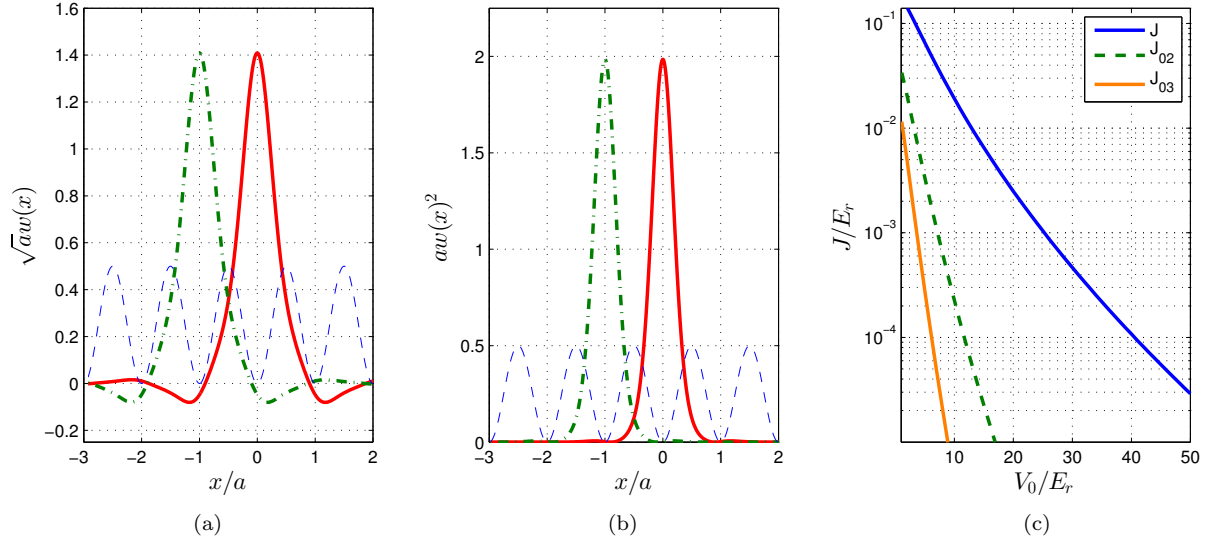 1.6
1.4
1.2
1
0.8
0.6
0.4
0.2
0
−0.2
−3 −2 −1 0 1 2
√aw(x)
x/a
(a)
2
1.5
1
0.5
0
−3 −2 −1 0 1 2
aw(x)²
x/a
(b)
10⁻¹
10⁻²
10⁻³
10⁻⁴
10 20 30 40 50
J/Eᵣ
V₀/Eᵣ
J
J₀₂
J₀₃
(c)